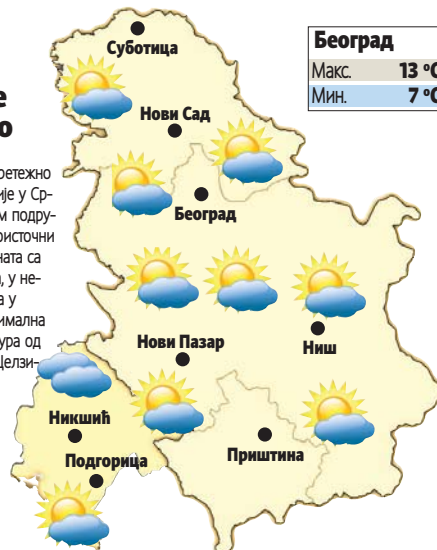 Суботица
Нови Сад
Београд
Нови Пазар
Ниш
Никшић
Подгорица
Приштина
Београд
Макс. 13 °C
Мин. 7 °C
е
о
ретежно
ије у Ср-
м подру-
ристочни
ната са
, у не-
а у
имална
ура од
Целзи-